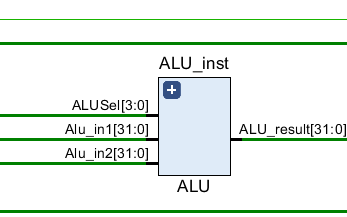 ALU_inst
ALUSel[3:0]
Alu_in1[31:0]
ALU_result[31:0]
Alu_in2[31:0]
ALU